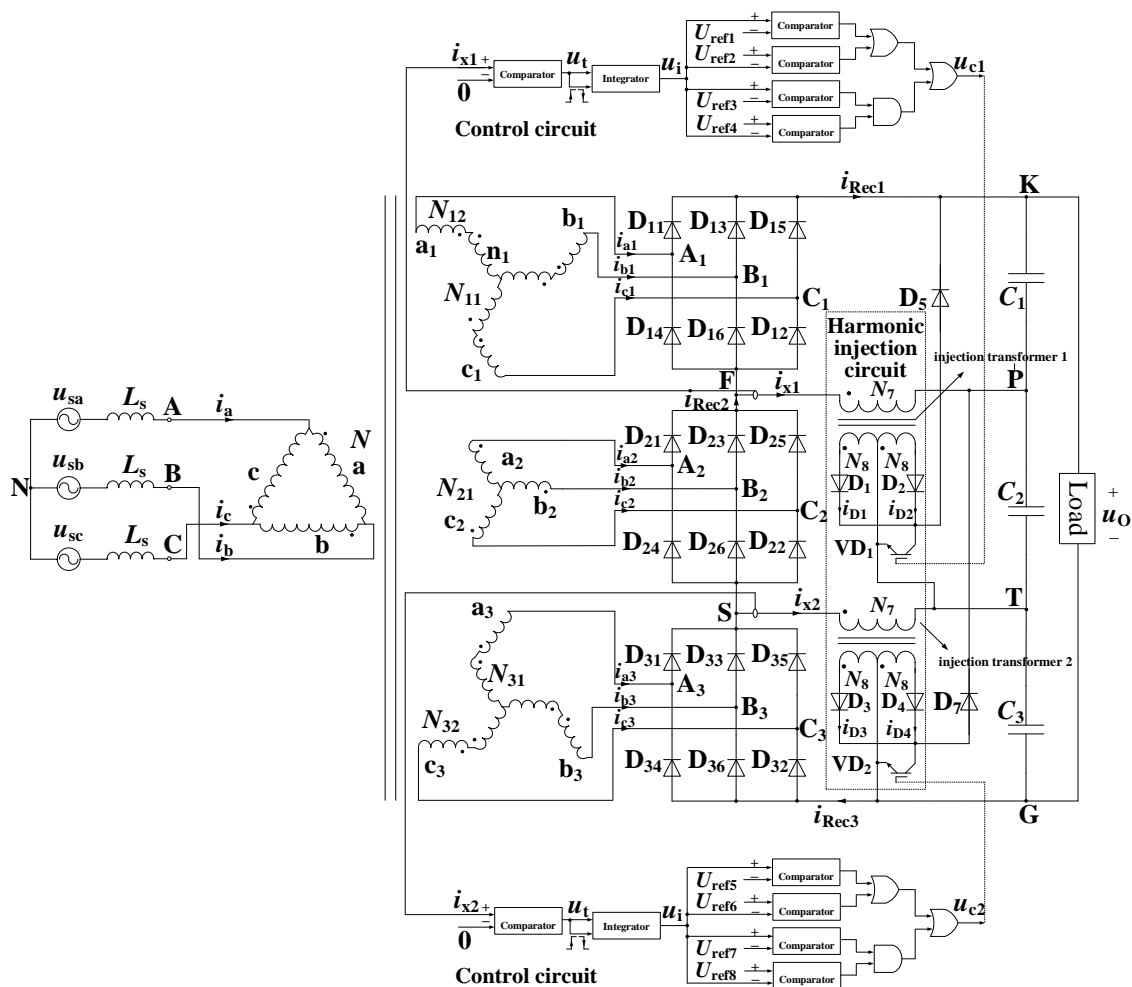 i_x1 + − 0
Comparator
u_t
Integrator
u_i
Control circuit
U_ref1 + − Comparator
U_ref2 + − Comparator
U_ref3 + − Comparator
U_ref4 + − Comparator
u_c1
N_12
a_1
n_1
b_1
N_11
c_1
i_a1
i_b1
i_c1
D_11 D_13 D_15
A_1
B_1
C_1
D_14 D_16 D_12
i_Rec1
K
D_5
C_1
Harmonic
injection
circuit
injection transformer 1
F
i_x1
N_7
P
i_Rec2
u_sa L_s A i_a
u_sb L_s B
N
u_sc L_s C i_c
i_b
N
a
c
b
a_2
N_21
b_2
c_2
i_a2
i_b2
i_c2
D_21 D_23 D_25
A_2
B_2
C_2
D_24 D_26 D_22
N_8 N_8
D_1 D_2
i_D1 i_D2
VD_1
C_2
Load
+
u_O
−
S
i_x2
N_7
T
injection transformer 2
a_3
N_31
N_32
c_3
b_3
i_a3
i_b3
i_c3
D_31 D_33 D_35
A_3
B_3
C_3
D_34 D_36 D_32
N_8 N_8
D_3 D_4
i_D3 i_D4
VD_2
D_7
C_3
i_Rec3
G
i_x2 + − 0
Comparator
u_t
Integrator
u_i
Control circuit
U_ref5 + − Comparator
U_ref6 + − Comparator
U_ref7 + − Comparator
U_ref8 + − Comparator
u_c2